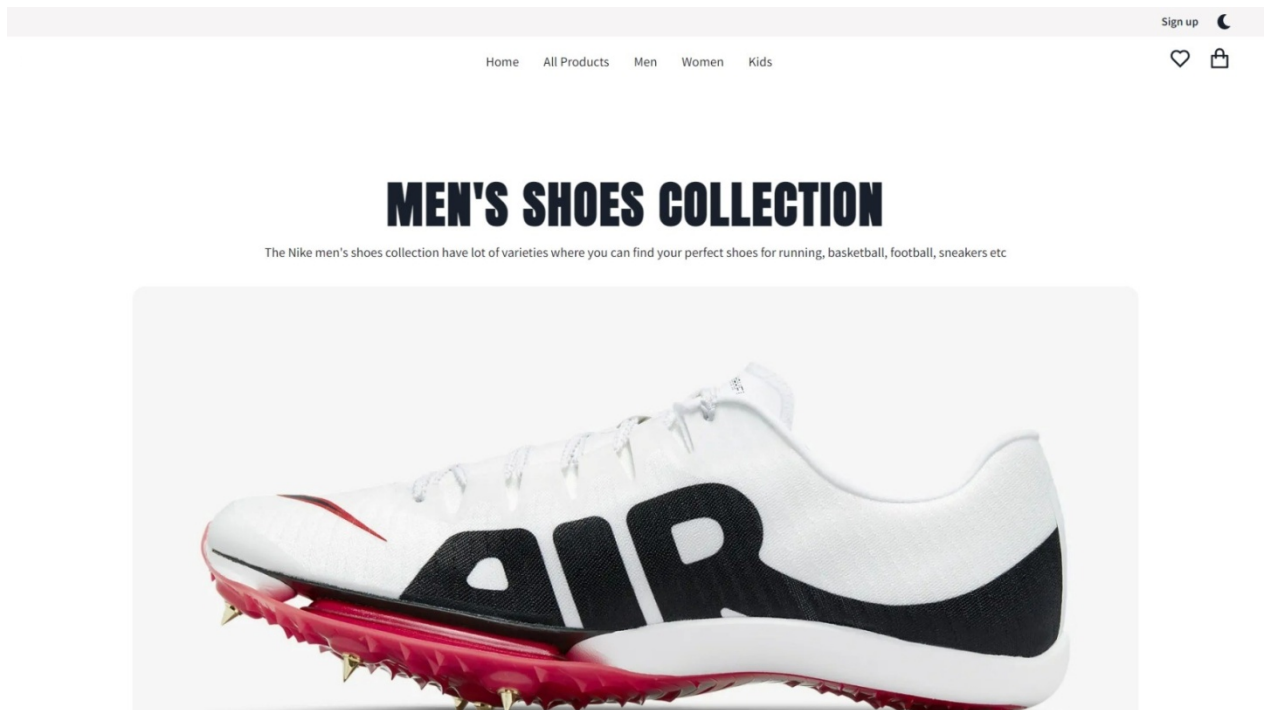 Sign up
Home All Products Men Women Kids
MEN'S SHOES COLLECTION
The Nike men's shoes collection have lot of varieties where you can find your perfect shoes for running, basketball, football, sneakers etc
AIR